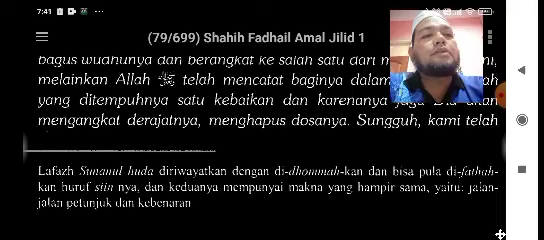 7:41
(79/699) Shahih Fadhail Amal Jilid 1
bagus wudhunya dan berangkat ke salah satu dari
melainkan Allah ﷻ telah mencatat baginya dalam
yang ditempuhnya satu kebaikan dan karenanya juga Dia akan
mengangkat derajatnya, menghapus dosanya. Sungguh, kami telah
Lafazh Sunanul huda diriwayatkan dengan di-dhommah-kan dan bisa pula di-fathah-
kan huruf siin nya, dan keduanya mempunyai makna yang hampir sama, yaitu: jalan-
jalan petunjuk dan kebenaran